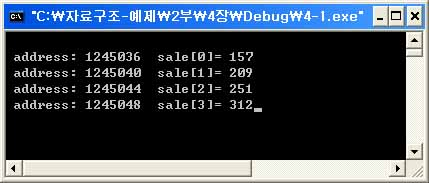 "C:\자료구조-예제\2부\4장\Debug\4-1.exe"
address: 1245036  sale[0]= 157
address: 1245040  sale[1]= 209
address: 1245044  sale[2]= 251
address: 1245048  sale[3]= 312